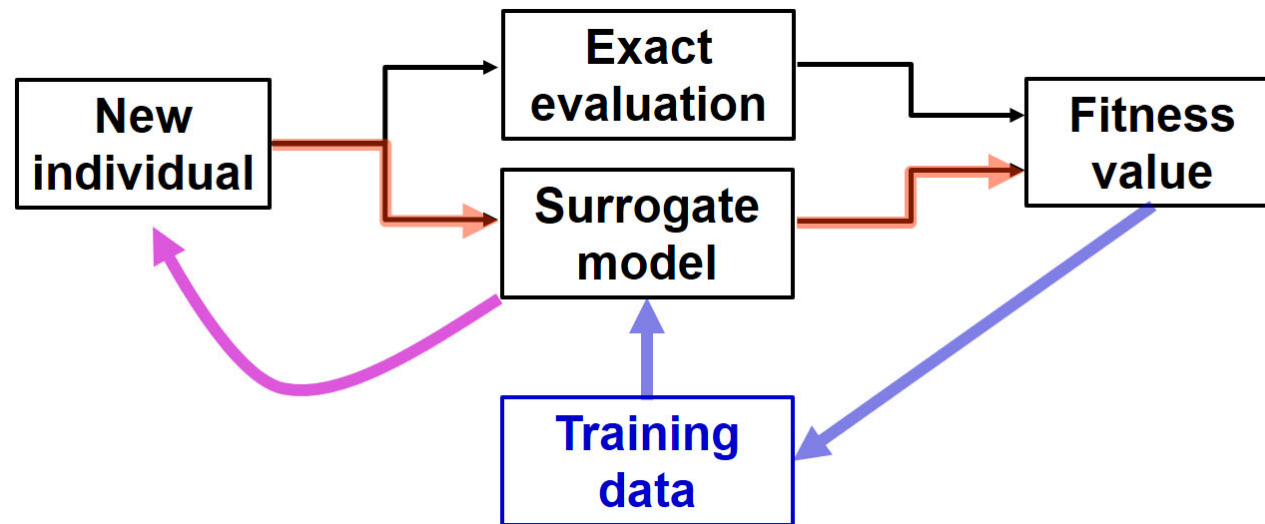 New
individual
Exact
evaluation
Surrogate
model
Fitness
value
Training
data